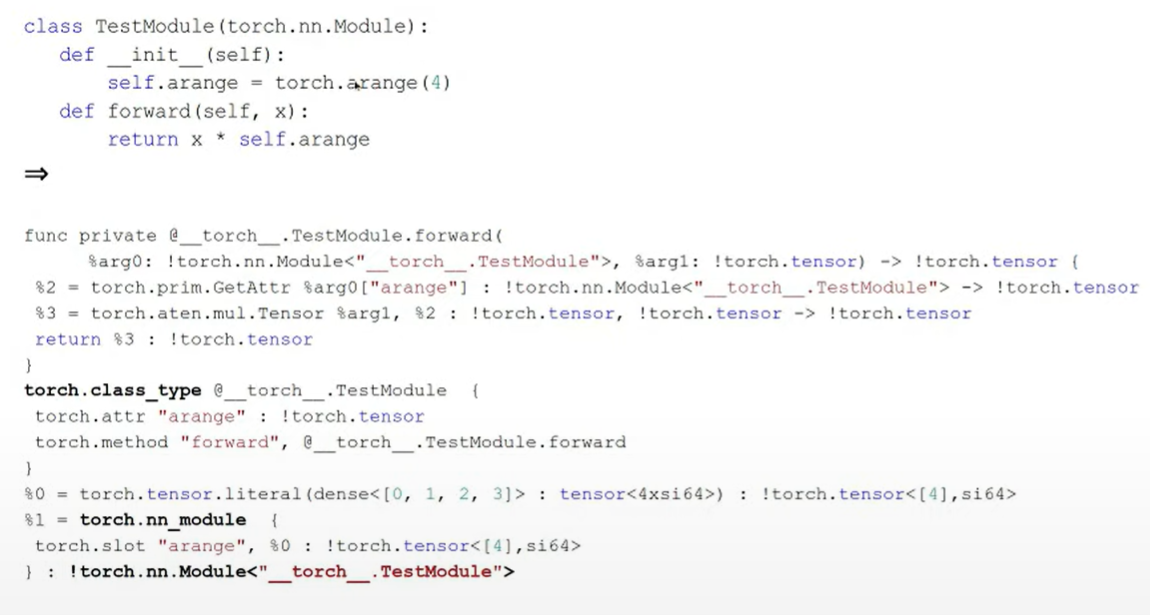 class TestModule(torch.nn.Module):
def __init__(self):
self.arange = torch.arange(4)
def forward(self, x):
return x * self.arange
⇒
func private @__torch__.TestModule.forward(
%arg0: !torch.nn.Module<"__torch__.TestModule">, %arg1: !torch.tensor) -> !torch.tensor {
%2 = torch.prim.GetAttr %arg0["arange"] : !torch.nn.Module<"__torch__.TestModule"> -> !torch.tensor
%3 = torch.aten.mul.Tensor %arg1, %2 : !torch.tensor, !torch.tensor -> !torch.tensor
return %3 : !torch.tensor
}
torch.class_type @__torch__.TestModule {
torch.attr "arange" : !torch.tensor
torch.method "forward", @__torch__.TestModule.forward
}
%0 = torch.tensor.literal(dense<[0, 1, 2, 3]> : tensor<4xsi64>) : !torch.tensor<[4],si64>
%1 = torch.nn_module {
torch.slot "arange", %0 : !torch.tensor<[4],si64>
} : !torch.nn.Module<"__torch__.TestModule">